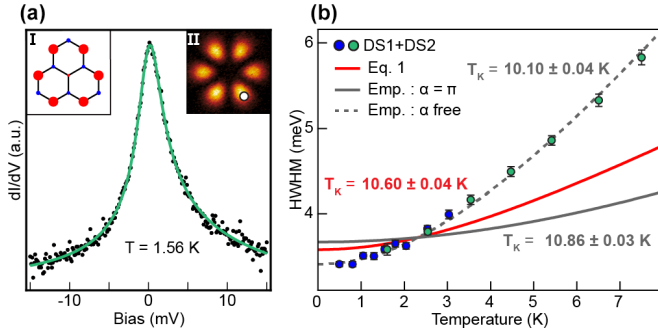 (a)
I
II
dI/dV (a.u.)
T = 1.56 K
-10
0
10
Bias (mV)
(b)
DS1+DS2
Eq. 1
Emp. : α = π
Emp. : α free
T_K = 10.10 ± 0.04 K
T_K = 10.60 ± 0.04 K
T_K = 10.86 ± 0.03 K
HWHM (meV)
6
5
4
0
1
2
3
4
5
6
7
8
Temperature (K)